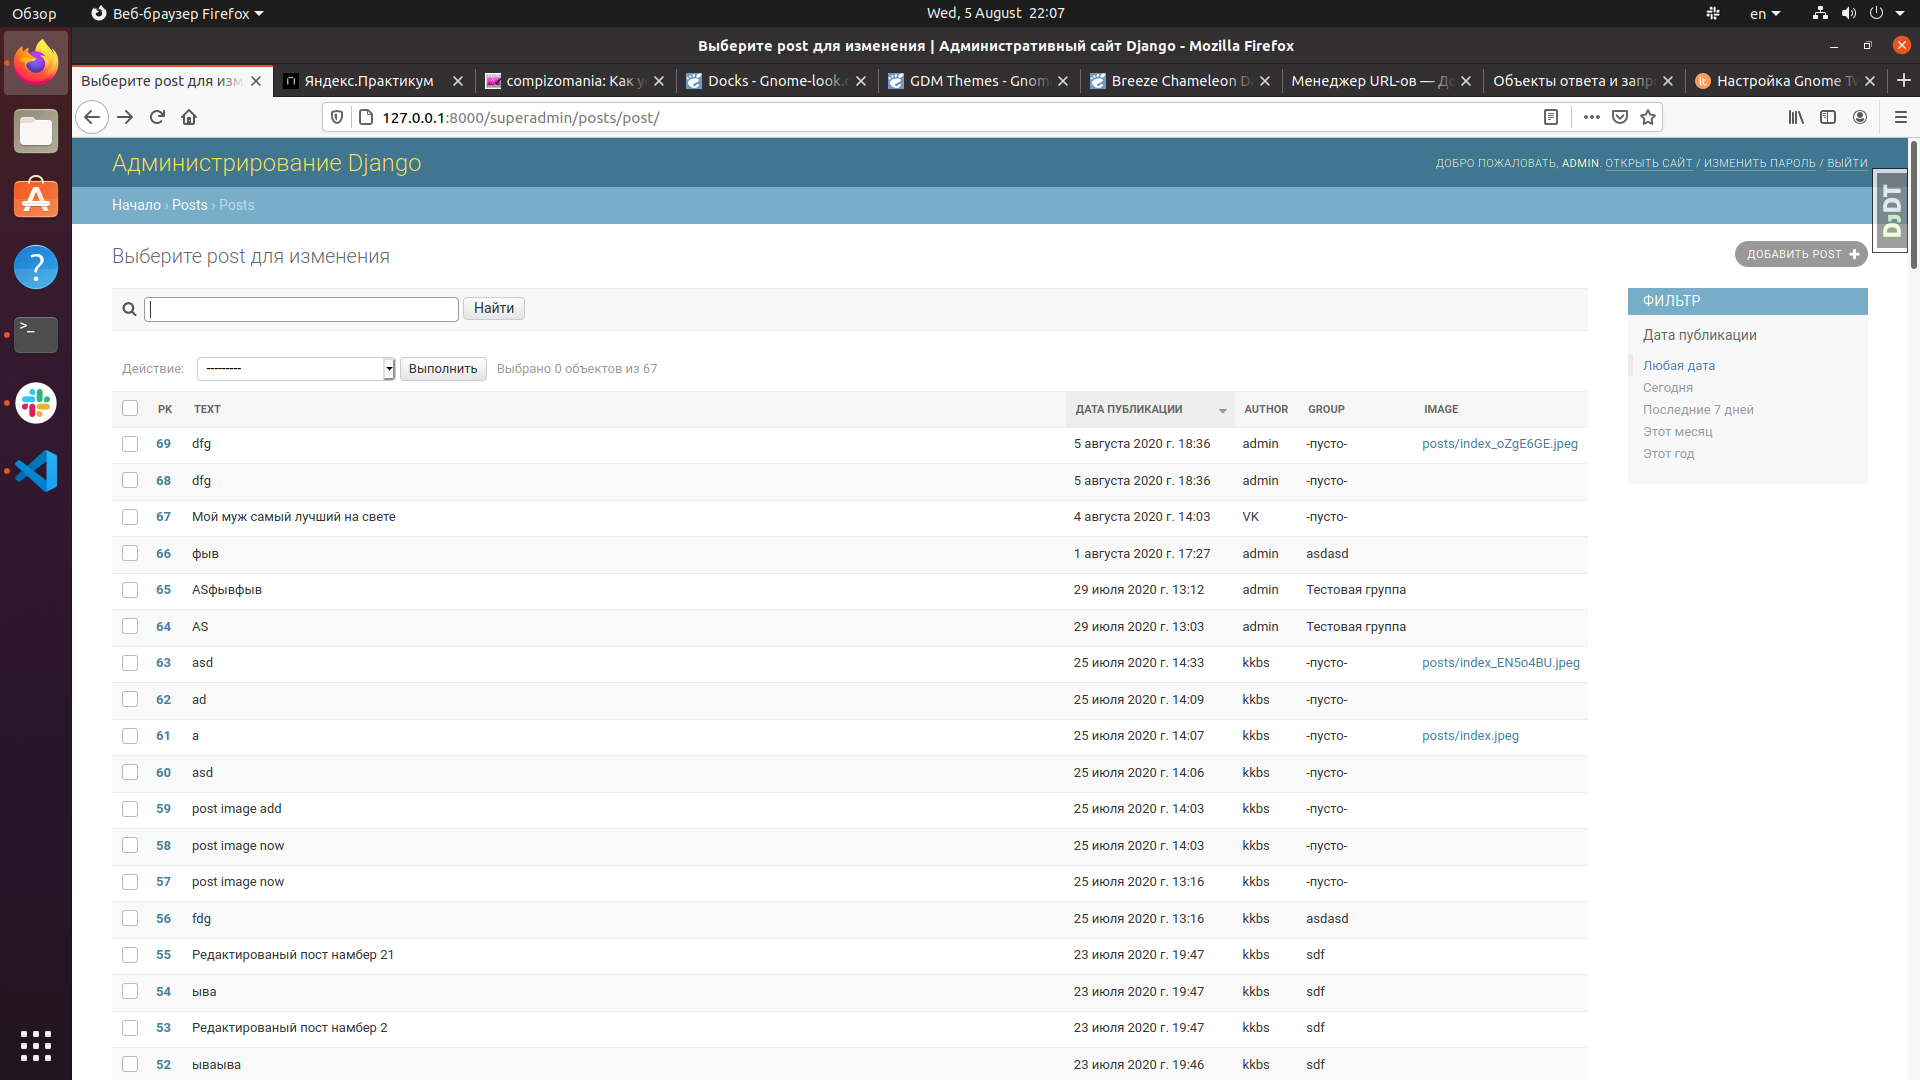 Обзор Веб-браузер Firefox Wed, 5 August 22:07 en
Выберите post для изменения | Административный сайт Django - Mozilla Firefox
Выберите post для изм Яндекс.Практикум compizomania: Как у Docks - Gnome-look. GDM Themes - Gnom Breeze Chameleon D Менеджер URL-ов — До Объекты ответа и запр Настройка Gnome Tw
127.0.0.1:8000/superadmin/posts/post/
Администрирование Django ДОБРО ПОЖАЛОВАТЬ, ADMIN. ОТКРЫТЬ САЙТ / ИЗМЕНИТЬ ПАРОЛЬ / ВЫЙТИ
DjDT
Начало › Posts › Posts
Выберите post для изменения ДОБАВИТЬ POST
Найти
ФИЛЬТР
Дата публикации
Любая дата
Сегодня
Последние 7 дней
Этот месяц
Этот год
Действие: --------- Выполнить Выбрано 0 объектов из 67
PK TEXT ДАТА ПУБЛИКАЦИИ AUTHOR GROUP IMAGE
69 dfg 5 августа 2020 г. 18:36 admin -пусто- posts/index_oZgE6GE.jpeg
68 dfg 5 августа 2020 г. 18:36 admin -пусто-
67 Мой муж самый лучший на свете 4 августа 2020 г. 14:03 VK -пусто-
66 фыв 1 августа 2020 г. 17:27 admin asdasd
65 ASфывфыв 29 июля 2020 г. 13:12 admin Тестовая группа
64 AS 29 июля 2020 г. 13:03 admin Тестовая группа
63 asd 25 июля 2020 г. 14:33 kkbs -пусто- posts/index_EN5o4BU.jpeg
62 ad 25 июля 2020 г. 14:09 kkbs -пусто-
61 a 25 июля 2020 г. 14:07 kkbs -пусто- posts/index.jpeg
60 asd 25 июля 2020 г. 14:06 kkbs -пусто-
59 post image add 25 июля 2020 г. 14:03 kkbs -пусто-
58 post image now 25 июля 2020 г. 14:03 kkbs -пусто-
57 post image now 25 июля 2020 г. 13:16 kkbs -пусто-
56 fdg 25 июля 2020 г. 13:16 kkbs asdasd
55 Редактированый пост намбер 21 23 июля 2020 г. 19:47 kkbs sdf
54 ыва 23 июля 2020 г. 19:47 kkbs sdf
53 Редактированый пост намбер 2 23 июля 2020 г. 19:47 kkbs sdf
52 ываыва 23 июля 2020 г. 19:46 kkbs sdf